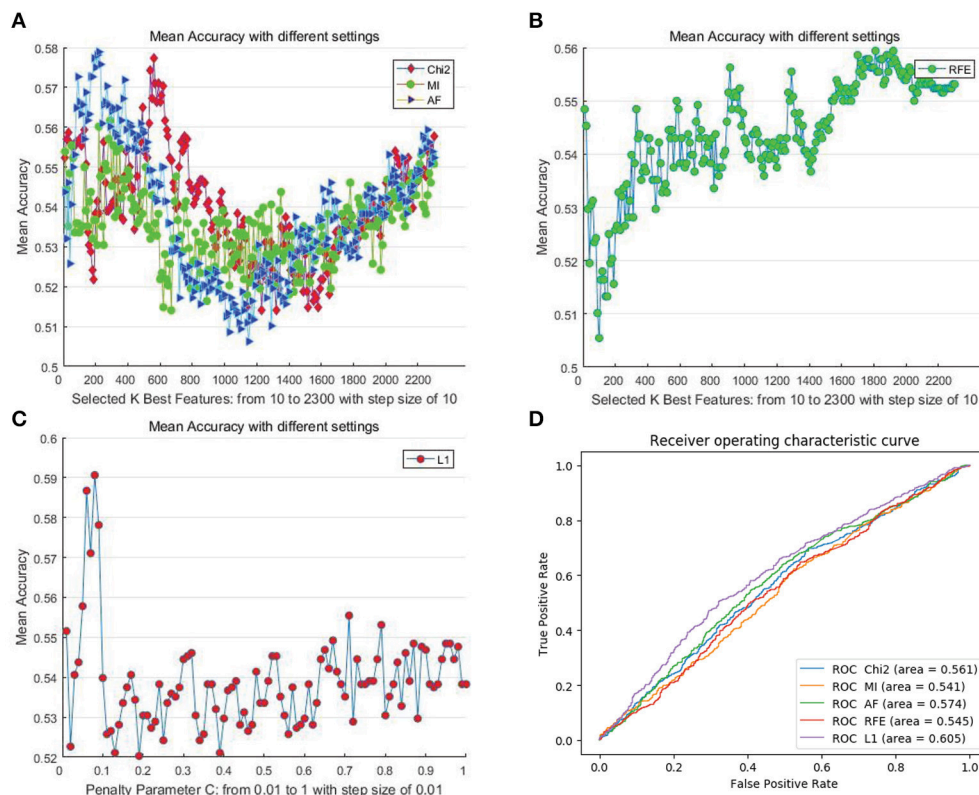 A
Mean Accuracy with different settings
Chi2
MI
AF
Mean Accuracy
0.58
0.57
0.56
0.55
0.54
0.53
0.52
0.51
0.5
0 200 400 600 800 1000 1200 1400 1600 1800 2000 2200
Selected K Best Features: from 10 to 2300 with step size of 10
B
Mean Accuracy with different settings
RFE
Mean Accuracy
0.56
0.55
0.54
0.53
0.52
0.51
0.5
0 200 400 600 800 1000 1200 1400 1600 1800 2000 2200
Selected K Best Features: from 10 to 2300 with step size of 10
C
Mean Accuracy with different settings
L1
Mean Accuracy
0.6
0.59
0.58
0.57
0.56
0.55
0.54
0.53
0.52
0 0.1 0.2 0.3 0.4 0.5 0.6 0.7 0.8 0.9 1
Penalty Parameter C: from 0.01 to 1 with step size of 0.01
D
Receiver operating characteristic curve
True Positive Rate
1.0
0.8
0.6
0.4
0.2
0.0
ROC Chi2 (area = 0.561)
ROC MI (area = 0.541)
ROC AF (area = 0.574)
ROC RFE (area = 0.545)
ROC L1 (area = 0.605)
0.0 0.2 0.4 0.6 0.8 1.0
False Positive Rate